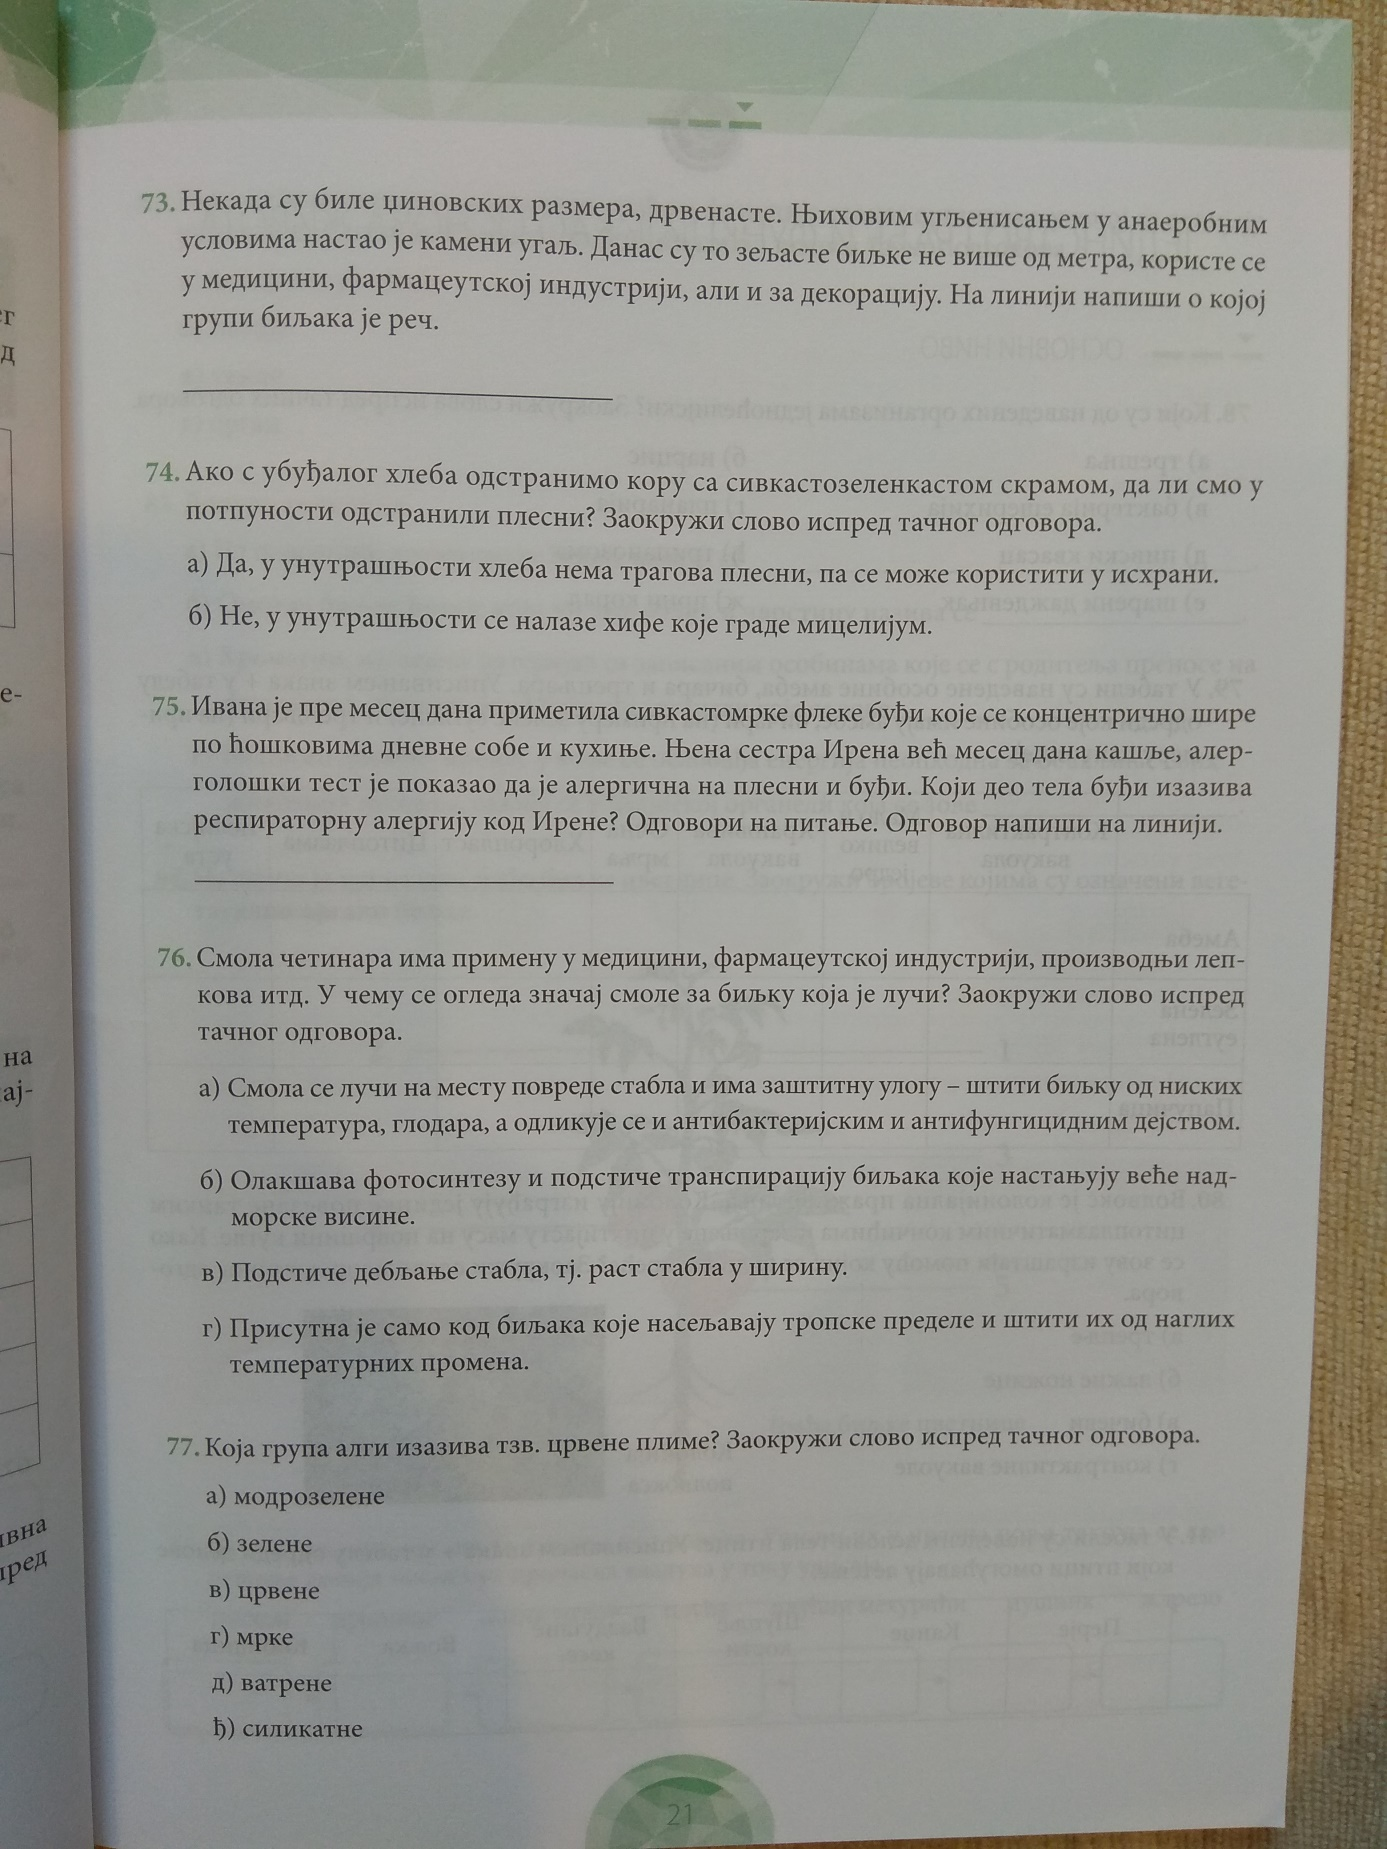 73. Некада су биле џиновских размера, дрвенасте. Њиховим угљенисањем у анаеробним
условима настао је камени угаљ. Данас су то зељасте биљке не више од метра, користе се
у медицини, фармацеутској индустрији, али и за декорацију. На линији напиши о којој
групи биљака је реч.
74. Ако с убуђалог хлеба одстранимо кору са сивкастозеленкастом скрамом, да ли смо у
потпуности одстранили плесни? Заокружи слово испред тачног одговора.
а) Да, у унутрашњости хлеба нема трагова плесни, па се може користити у исхрани.
б) Не, у унутрашњости се налазе хифе које граде мицелијум.
75. Ивана је пре месец дана приметила сивкастомрке флеке буђи које се концентрично шире
по ћошковима дневне собе и кухиње. Њена сестра Ирена већ месец дана кашље, алер-
голошки тест је показао да је алергична на плесни и буђи. Који део тела буђи изазива
респираторну алергију код Ирене? Одговори на питање. Одговор напиши на линији.
76. Смола четинара има примену у медицини, фармацеутској индустрији, производњи леп-
кова итд. У чему се огледа значај смоле за биљку која је лучи? Заокружи слово испред
тачног одговора.
а) Смола се лучи на месту повреде стабла и има заштитну улогу – штити биљку од ниских
температура, глодара, а одликује се и антибактеријским и антифунгицидним дејством.
б) Олакшава фотосинтезу и подстиче транспирацију биљака које настањују веће над-
морске висине.
в) Подстиче дебљање стабла, тј. раст стабла у ширину.
г) Присутна је само код биљака које насељавају тропске пределе и штити их од наглих
температурних промена.
77. Која група алги изазива тзв. црвене плиме? Заокружи слово испред тачног одговора.
а) модрозелене
б) зелене
в) црвене
г) мрке
д) ватрене
ђ) силикатне
21